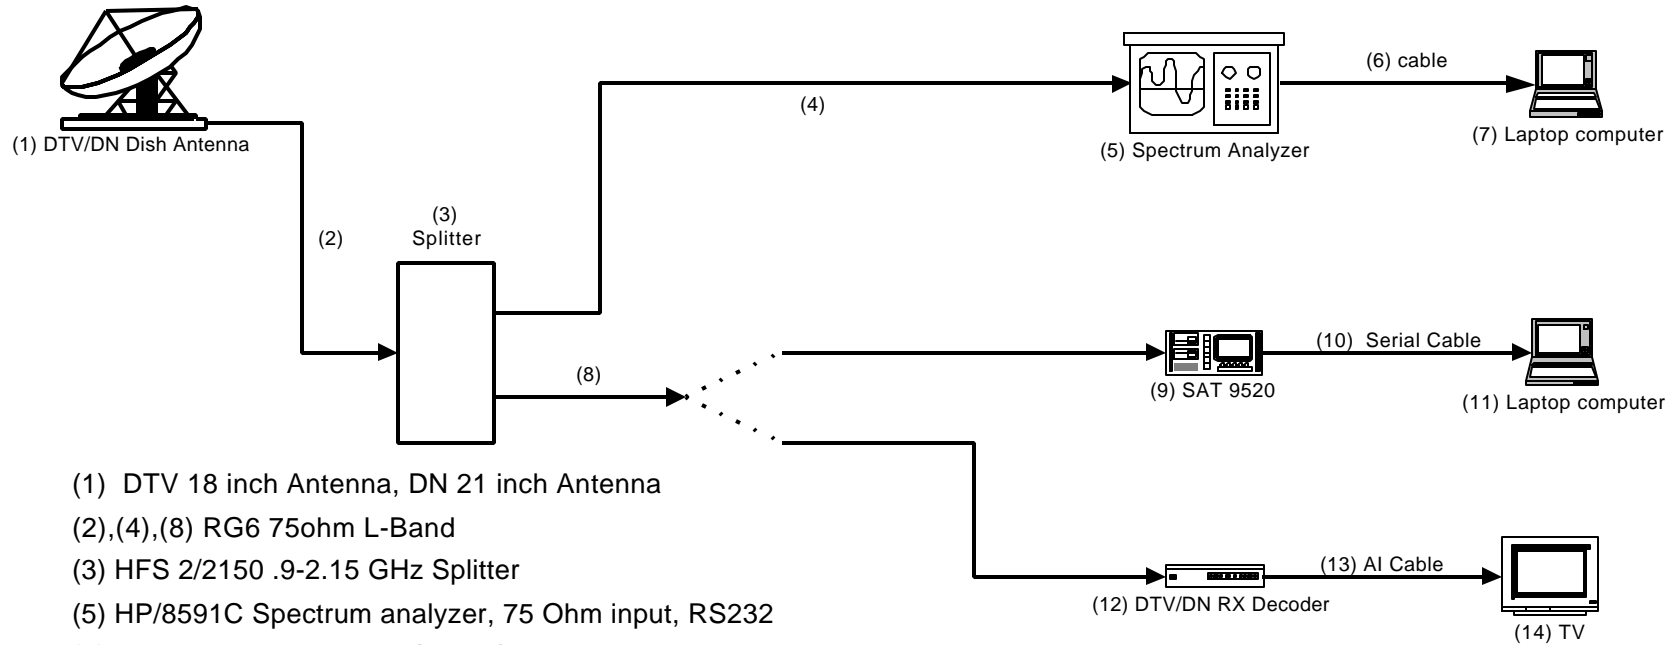 (1) DTV/DN Dish Antenna
(2)
(3)
Splitter
(4)
(5) Spectrum Analyzer
(6) cable
(7) Laptop computer
(8)
(9) SAT 9520
(10) Serial Cable
(11) Laptop computer
(12) DTV/DN RX Decoder
(13) AI Cable
(14) TV
(1) DTV 18 inch Antenna, DN 21 inch Antenna
(2),(4),(8) RG6 75ohm L-Band
(3) HFS 2/2150 .9-2.15 GHz Splitter
(5) HP/8591C Spectrum analyzer, 75 Ohm input, RS232